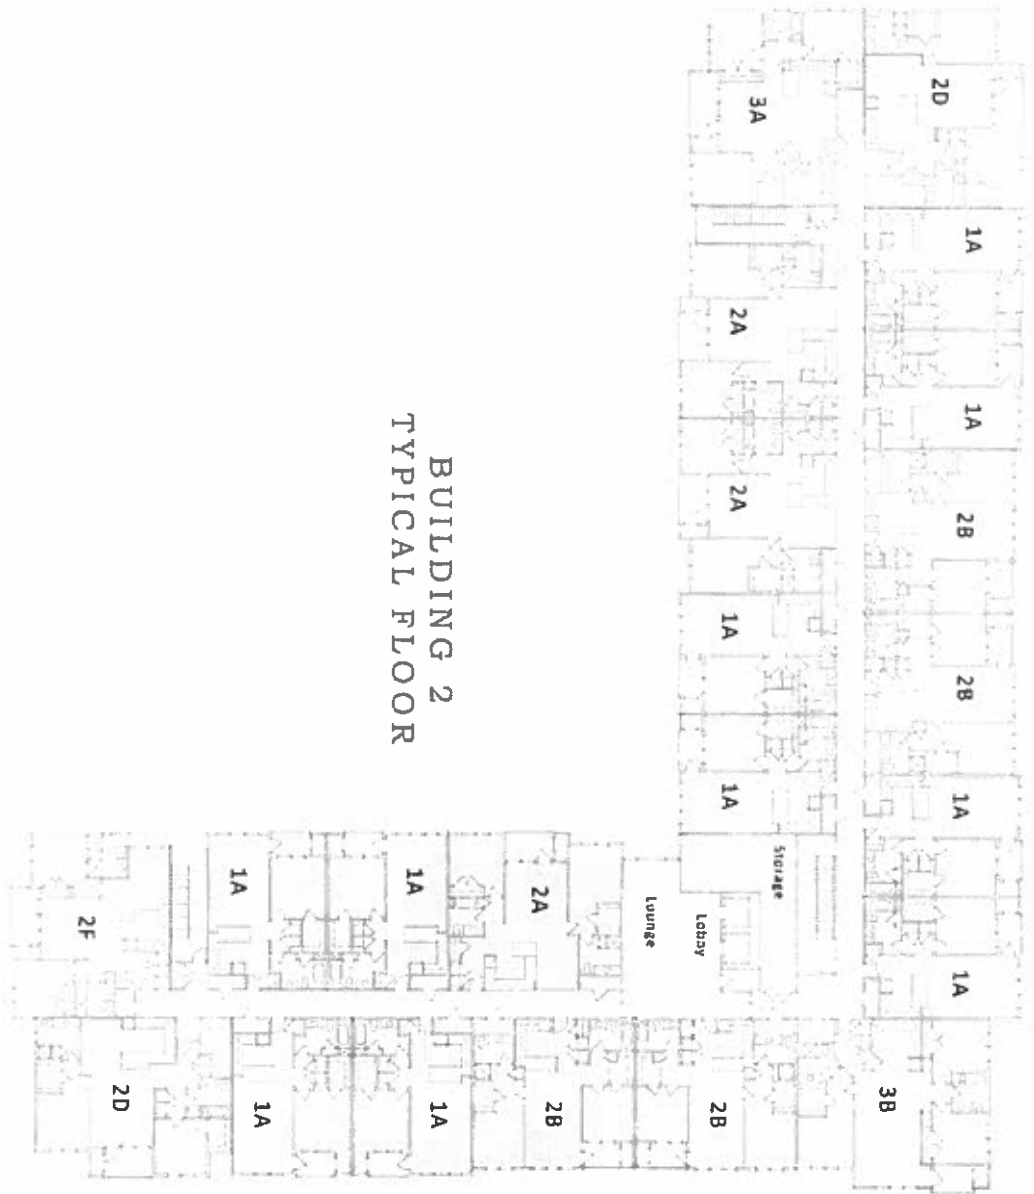 2D
3A
1A
2A
1A
2A
2B
1A
2B
1A
1A
1A
BUILDING 2
TYPICAL FLOOR
Storage
Lobby
Lounge
2A
1A
1A
2F
3B
2B
2B
1A
1A
2D